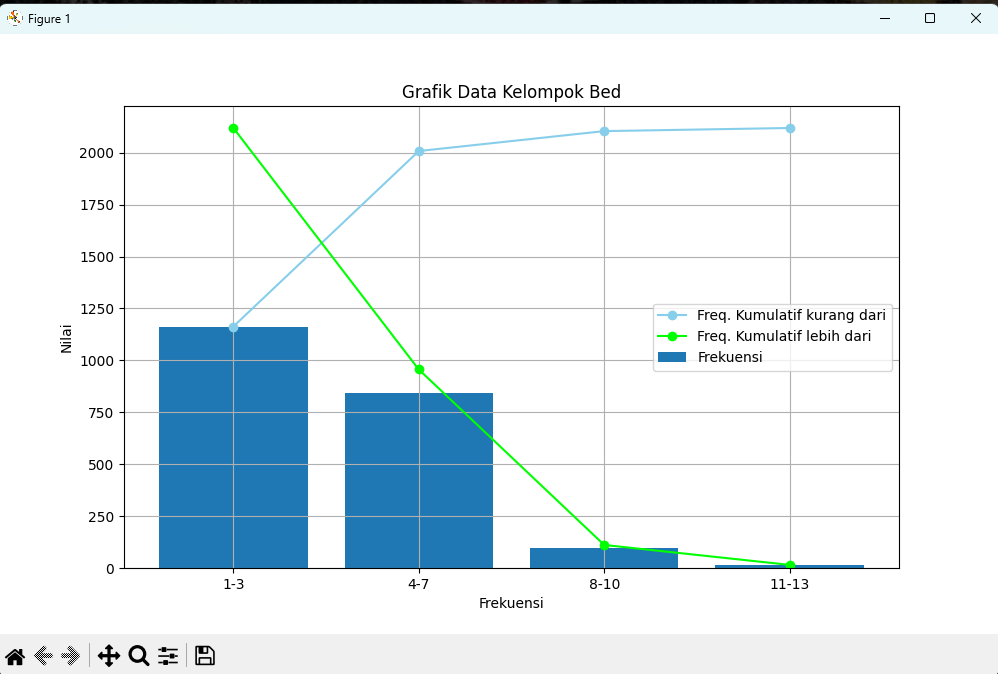 Figure 1
Grafik Data Kelompok Bed
Nilai
2000
1750
1500
1250
1000
750
500
250
0
Freq. Kumulatif kurang dari
Freq. Kumulatif lebih dari
Frekuensi
1-3 4-7 8-10 11-13
Frekuensi